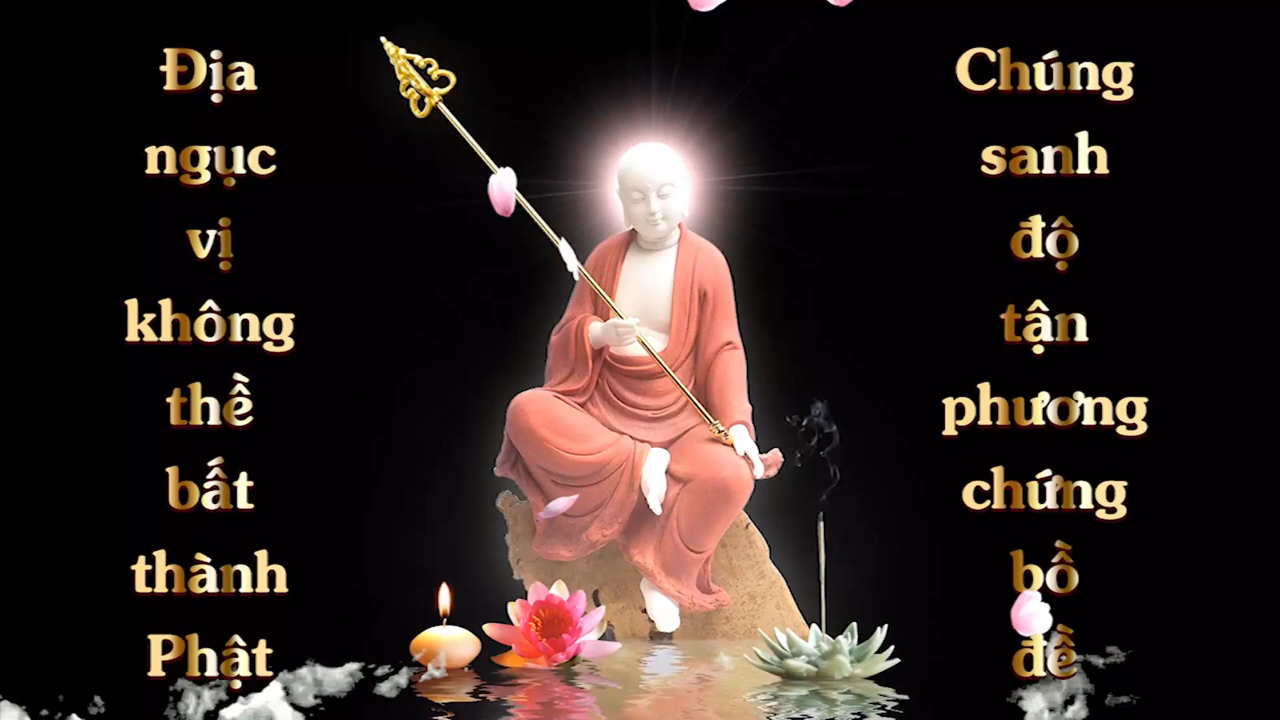 Địa
ngục
vị
không
thề
bất
thành
Phật
Chúng
sanh
độ
tận
phương
chứng
bồ
đề